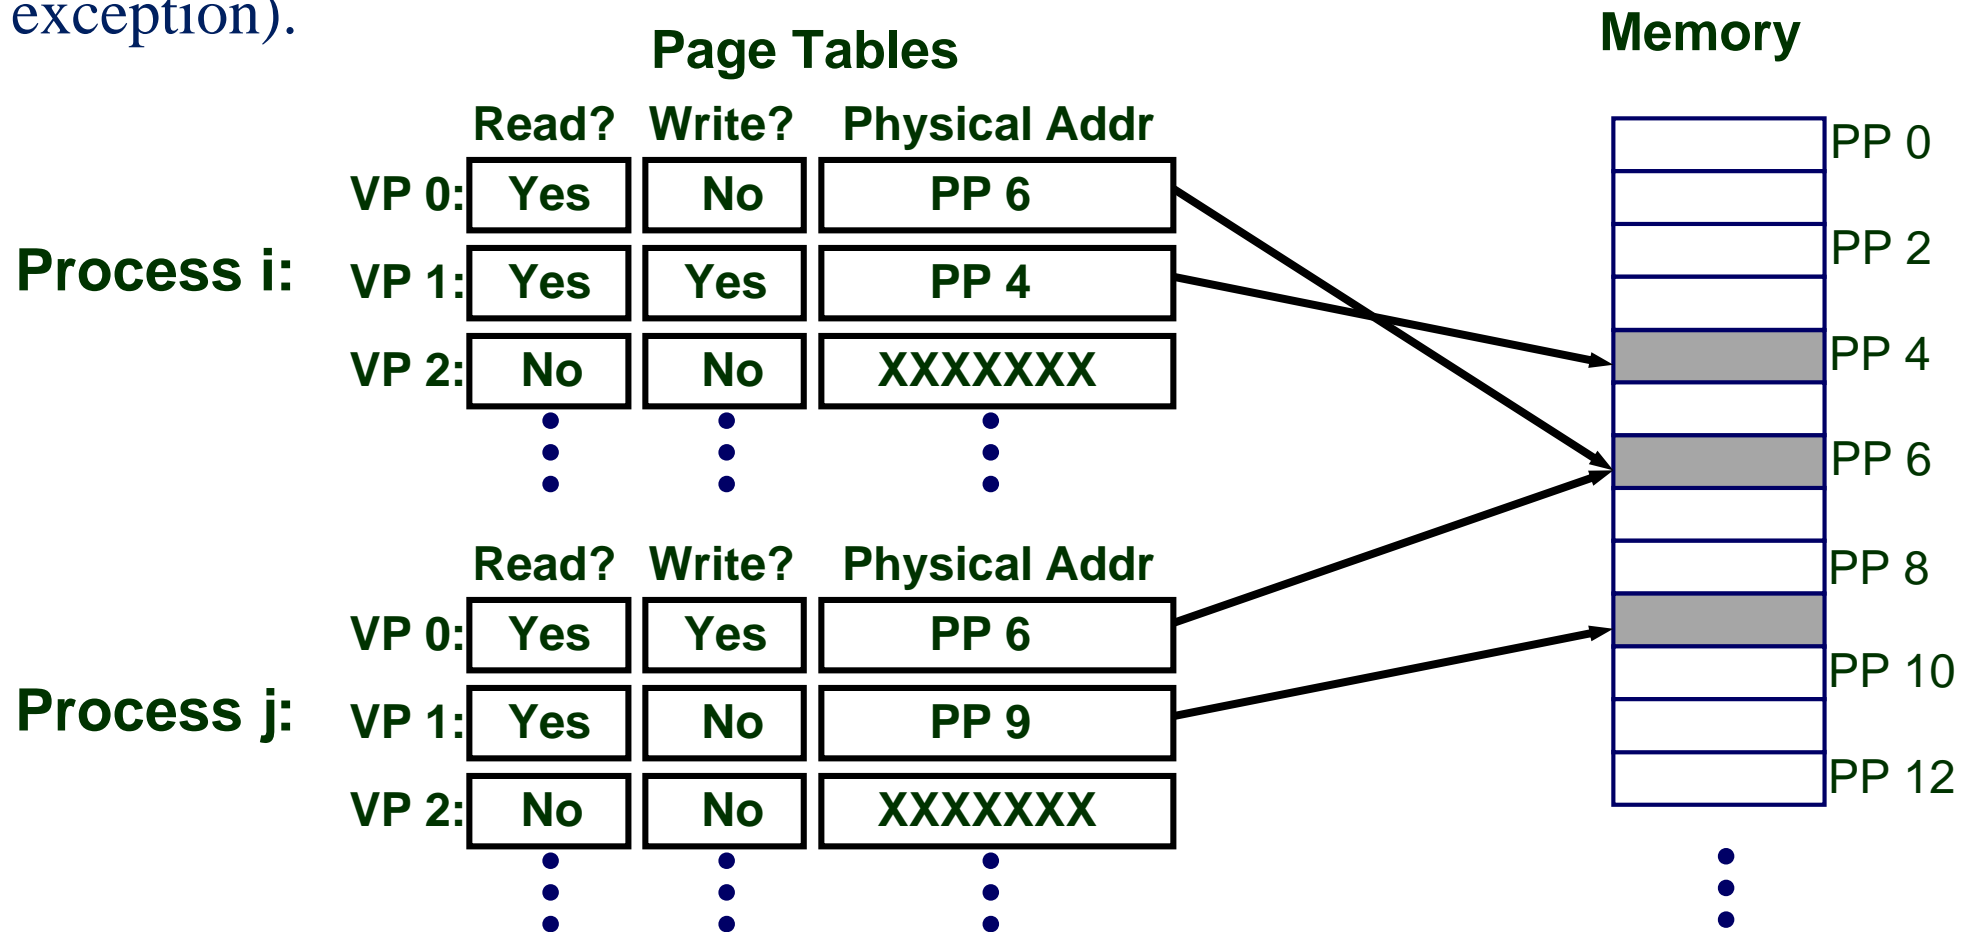 exception).
Page Tables
Memory
Read? Write? Physical Addr
VP 0: Yes No PP 6
Process i: VP 1: Yes Yes PP 4
VP 2: No No XXXXXXX
Read? Write? Physical Addr
VP 0: Yes Yes PP 6
Process j: VP 1: Yes No PP 9
VP 2: No No XXXXXXX
PP 0
PP 2
PP 4
PP 6
PP 8
PP 10
PP 12